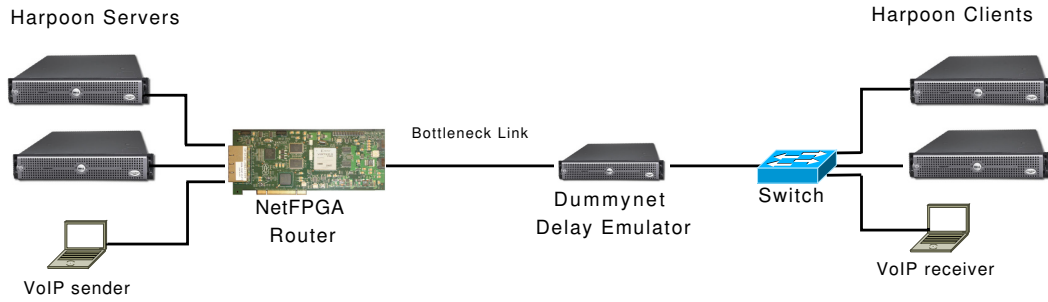 Harpoon Servers
Harpoon Clients
Bottleneck Link
NetFPGA
Router
Dummynet
Delay Emulator
Switch
VoIP sender
VoIP receiver